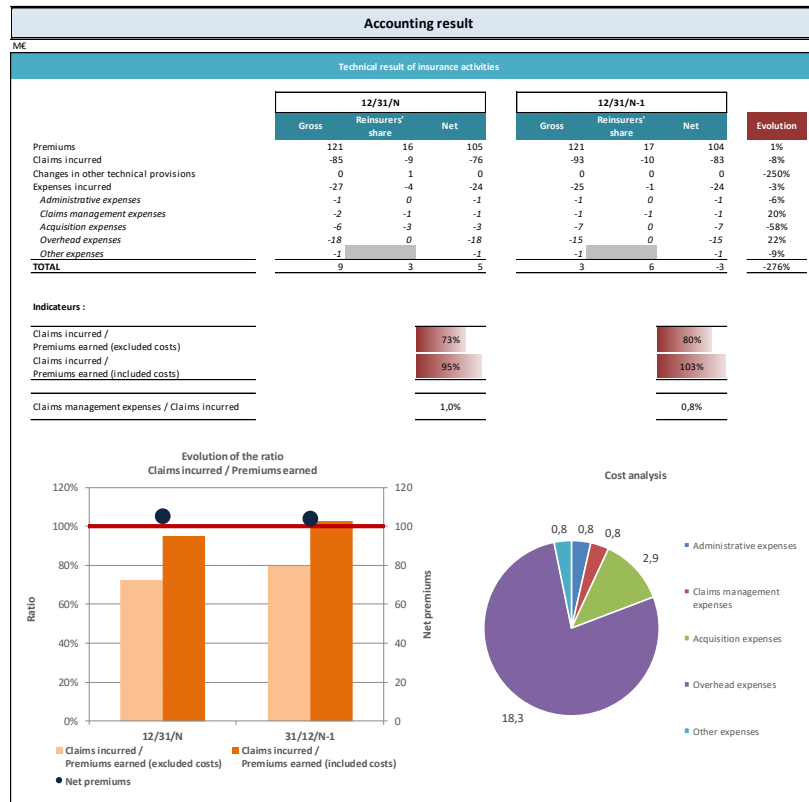 Accounting result
M€
Technical result of insurance activities
12/31/N 12/31/N-1
Gross Reinsurers' share Net Gross Reinsurers' share Net Evolution
Premiums 121 16 105 121 17 104 1%
Claims incurred -85 -9 -76 -93 -10 -83 -8%
Changes in other technical provisions 0 1 0 0 0 0 -250%
Expenses incurred -27 -4 -24 -25 -1 -24 -3%
Administrative expenses -1 0 -1 -1 0 -1 -6%
Claims management expenses -2 -1 -1 -1 -1 -1 20%
Acquisition expenses -6 -3 -3 -7 0 -7 -58%
Overhead expenses -18 0 -18 -15 0 -15 22%
Other expenses -1 -1 -1 -1 -9%
TOTAL 9 3 5 3 6 -3 -276%
Indicateurs :
Claims incurred /
Premiums earned (excluded costs) 73% 80%
Claims incurred /
Premiums earned (included costs) 95% 103%
Claims management expenses / Claims incurred 1,0% 0,8%
Evolution of the ratio
Claims incurred / Premiums earned
120%
100%
80%
60%
40%
20%
0%
Ratio
120
100
80
60
40
20
0
Net premiums
12/31/N 31/12/N-1
Claims incurred /
Premiums earned (excluded costs)
Claims incurred /
Premiums earned (included costs)
Net premiums
Cost analysis
0,8
0,8
0,8
2,9
18,3
Administrative expenses
Claims management
expenses
Acquisition expenses
Overhead expenses
Other expenses